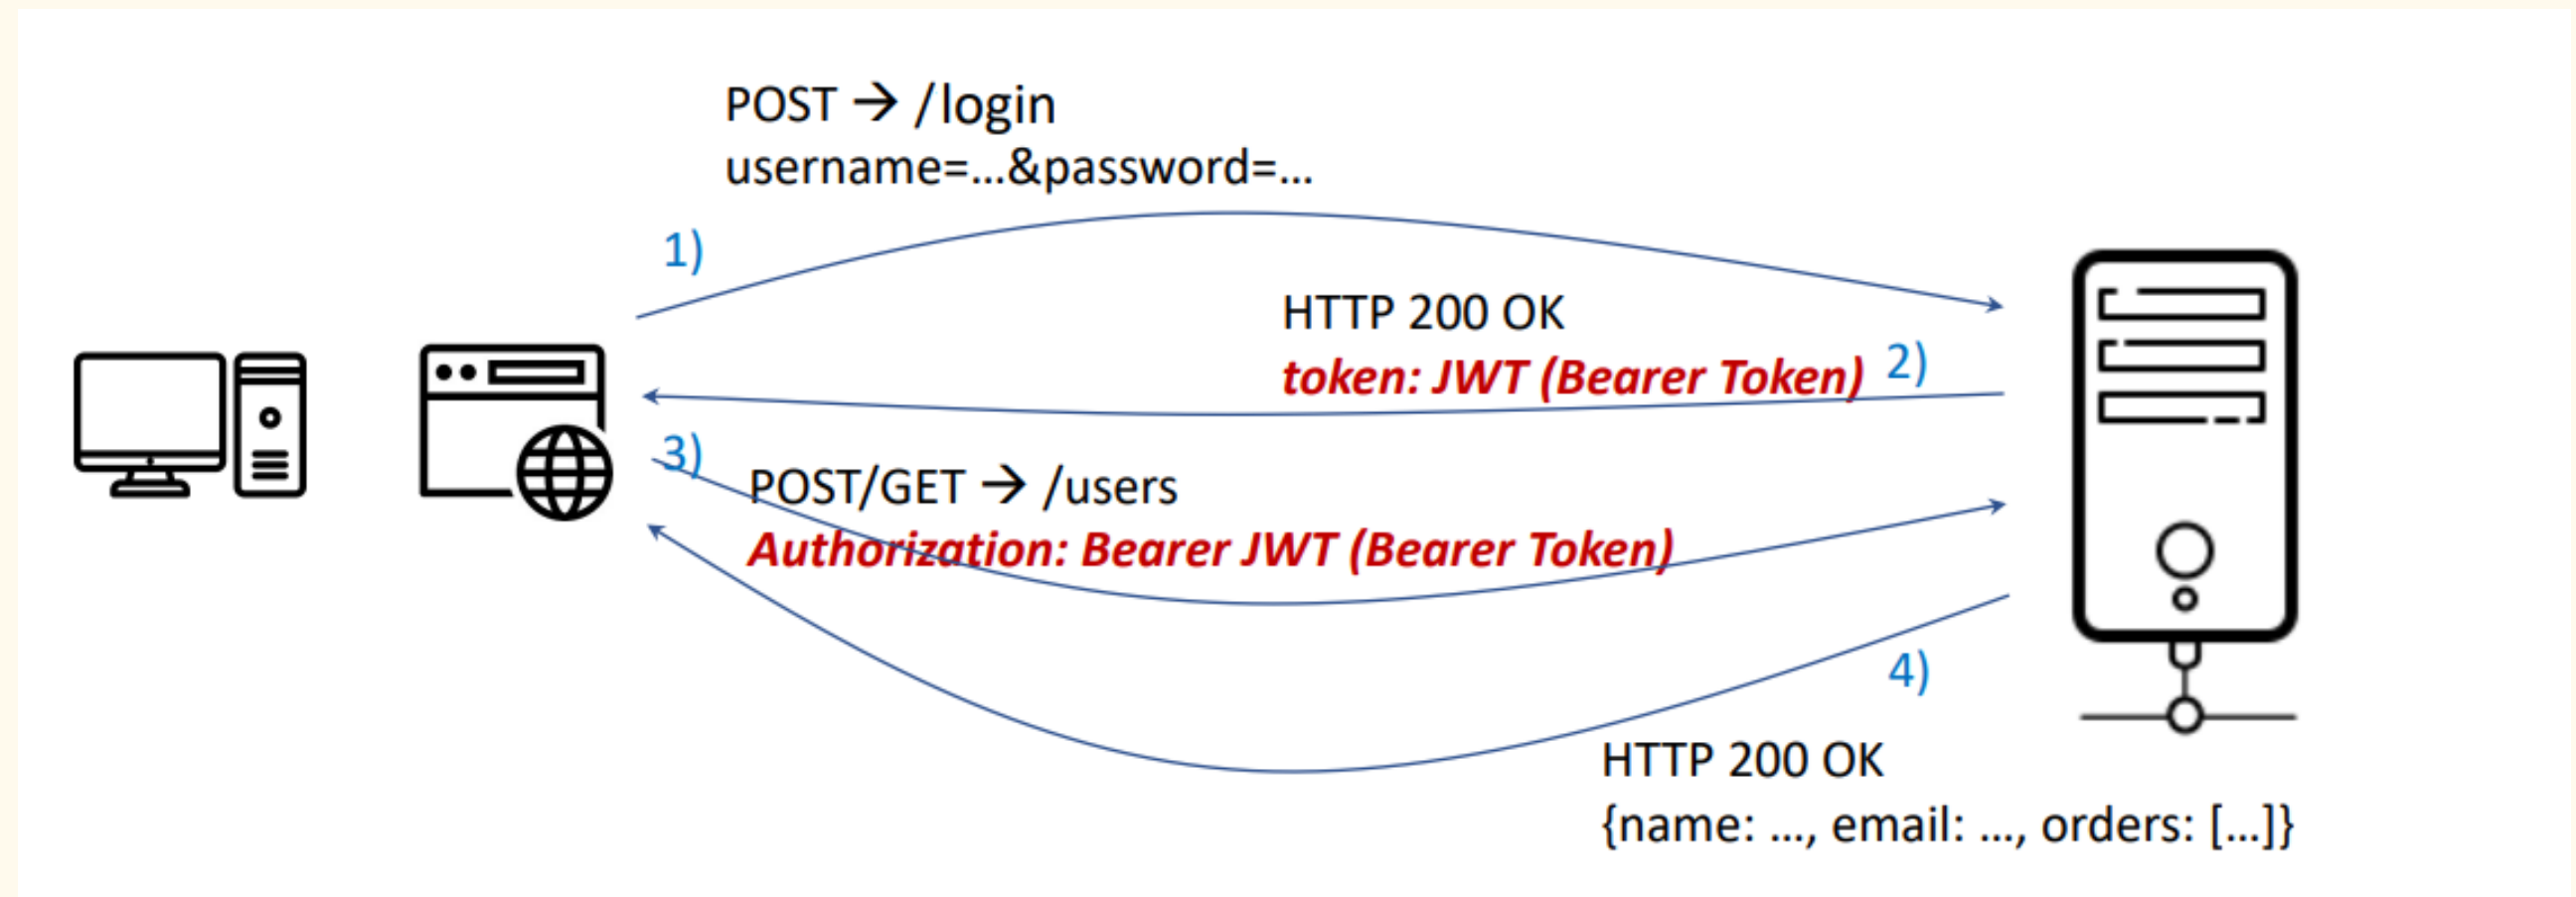 POST → /login
username=...&password=...
1)
HTTP 200 OK
token: JWT (Bearer Token)
2)
3)
POST/GET → /users
Authorization: Bearer JWT (Bearer Token)
4)
HTTP 200 OK
{name: ..., email: ..., orders: [...]}